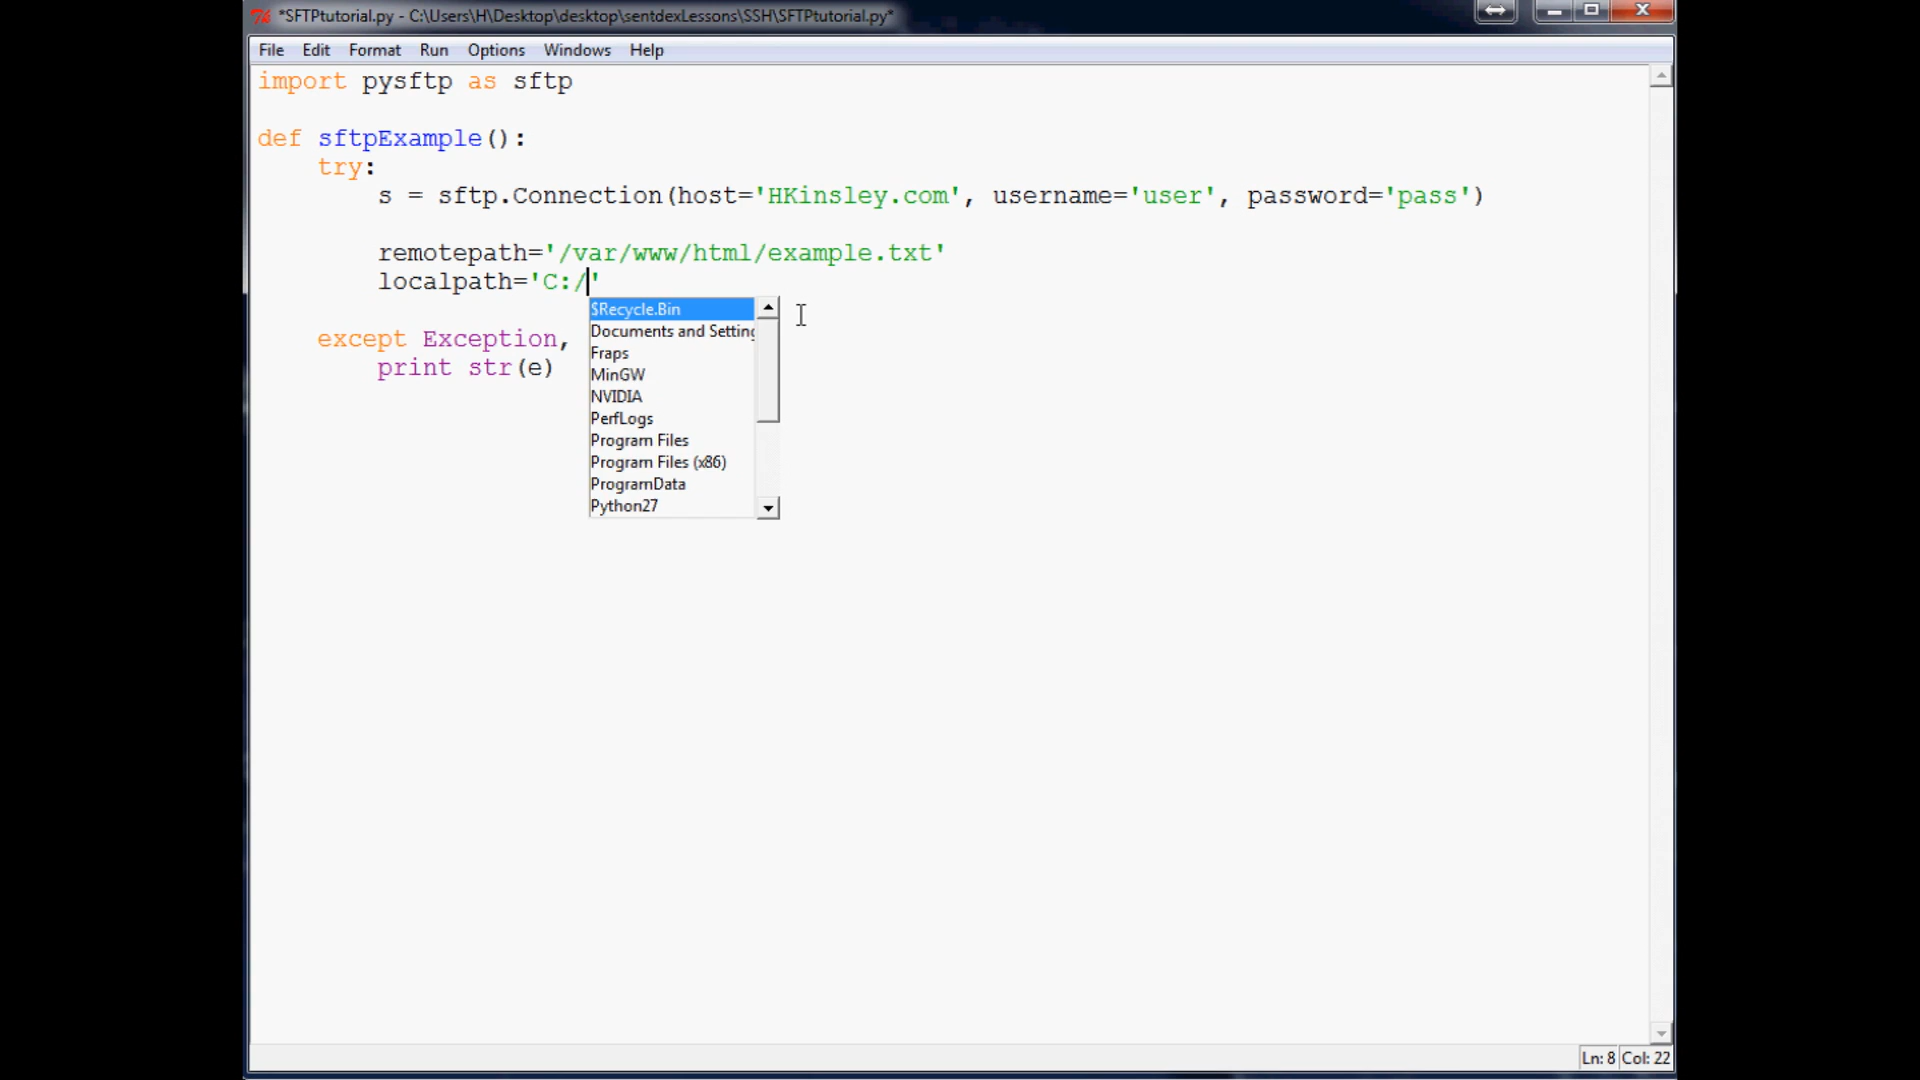 *SFTPtutorial.py - C:\Users\H\Desktop\desktop\sentdexLessons\SSH\SFTPtutorial.py*
File Edit Format Run Options Windows Help
import pysftp as sftp
def sftpExample():
try:
s = sftp.Connection(host='HKinsley.com', username='user', password='pass')
remotepath='/var/www/html/example.txt'
localpath='C:/'
$Recycle.Bin
Documents and Setting
except Exception,
Fraps
print str(e)
MinGW
NVIDIA
PerfLogs
Program Files
Program Files (x86)
ProgramData
Python27
Ln: 8 Col: 22